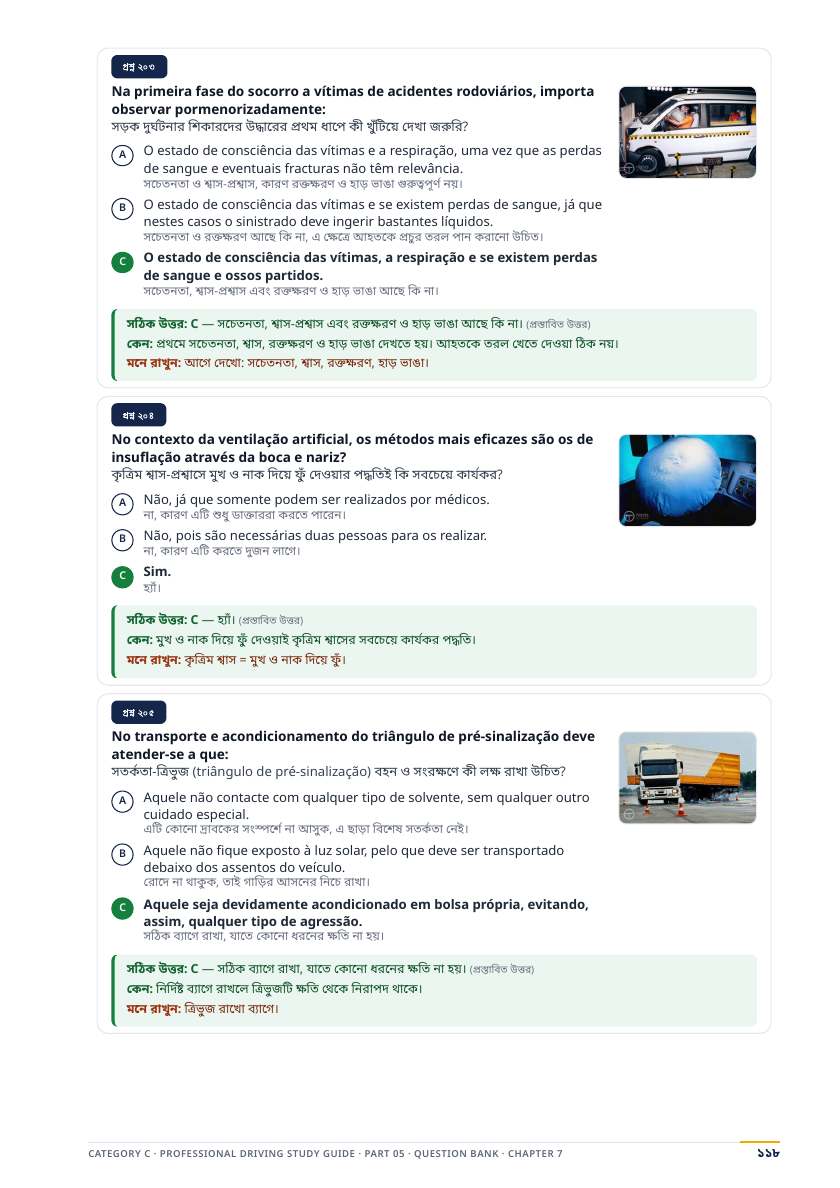 প্রশ্ন ২০৩
Na primeira fase do socorro a vítimas de acidentes rodoviários, importa
observar pormenorizadamente:
সড়ক দুর্ঘটনার শিকারদের উদ্ধারের প্রথম ধাপে কী খুঁটিয়ে দেখা জরুরি?
A O estado de consciência das vítimas e a respiração, uma vez que as perdas
de sangue e eventuais fracturas não têm relevância.
সচেতনতা ও শ্বাস-প্রশ্বাস, কারণ রক্তক্ষরণ ও হাড় ভাঙা গুরুত্বপূর্ণ নয়।
B O estado de consciência das vítimas e se existem perdas de sangue, já que
nestes casos o sinistrado deve ingerir bastantes líquidos.
সচেতনতা ও রক্তক্ষরণ আছে কি না, এ ক্ষেত্রে আহতকে প্রচুর তরল পান করানো উচিত।
C O estado de consciência das vítimas, a respiração e se existem perdas
de sangue e ossos partidos.
সচেতনতা, শ্বাস-প্রশ্বাস এবং রক্তক্ষরণ ও হাড় ভাঙা আছে কি না।
সঠিক উত্তর: C — সচেতনতা, শ্বাস-প্রশ্বাস এবং রক্তক্ষরণ ও হাড় ভাঙা আছে কি না। (প্রস্তাবিত উত্তর)
কেন: প্রথমে সচেতনতা, শ্বাস, রক্তক্ষরণ ও হাড় ভাঙা দেখতে হয়। আহতকে তরল খেতে দেওয়া ঠিক নয়।
মনে রাখুন: আগে দেখো: সচেতনতা, শ্বাস, রক্তক্ষরণ, হাড় ভাঙা।
প্রশ্ন ২০৪
No contexto da ventilação artificial, os métodos mais eficazes são os de
insuflação através da boca e nariz?
কৃত্রিম শ্বাস-প্রশ্বাসে মুখ ও নাক দিয়ে ফুঁ দেওয়ার পদ্ধতিই কি সবচেয়ে কার্যকর?
A Não, já que somente podem ser realizados por médicos.
না, কারণ এটি শুধু ডাক্তাররা করতে পারেন।
B Não, pois são necessárias duas pessoas para os realizar.
না, কারণ এটি করতে দুজন লাগে।
C Sim.
হ্যাঁ।
সঠিক উত্তর: C — হ্যাঁ। (প্রস্তাবিত উত্তর)
কেন: মুখ ও নাক দিয়ে ফুঁ দেওয়াই কৃত্রিম শ্বাসের সবচেয়ে কার্যকর পদ্ধতি।
মনে রাখুন: কৃত্রিম শ্বাস = মুখ ও নাক দিয়ে ফুঁ।
প্রশ্ন ২০৫
No transporte e acondicionamento do triângulo de pré-sinalização deve
atender-se a que:
সতর্কতা-ত্রিভুজ (triângulo de pré-sinalização) বহন ও সংরক্ষণে কী লক্ষ রাখা উচিত?
A Aquele não contacte com qualquer tipo de solvente, sem qualquer outro
cuidado especial.
এটি কোনো দ্রাবকের সংস্পর্শে না আসুক, এ ছাড়া বিশেষ সতর্কতা নেই।
B Aquele não fique exposto à luz solar, pelo que deve ser transportado
debaixo dos assentos do veículo.
রোদে না থাকুক, তাই গাড়ির আসনের নিচে রাখা।
C Aquele seja devidamente acondicionado em bolsa própria, evitando,
assim, qualquer tipo de agressão.
সঠিক ব্যাগে রাখা, যাতে কোনো ধরনের ক্ষতি না হয়।
সঠিক উত্তর: C — সঠিক ব্যাগে রাখা, যাতে কোনো ধরনের ক্ষতি না হয়। (প্রস্তাবিত উত্তর)
কেন: নির্দিষ্ট ব্যাগে রাখলে ত্রিভুজটি ক্ষতি থেকে নিরাপদ থাকে।
মনে রাখুন: ত্রিভুজ রাখো ব্যাগে।
CATEGORY C · PROFESSIONAL DRIVING STUDY GUIDE · PART 05 · QUESTION BANK · CHAPTER 7
১১৮